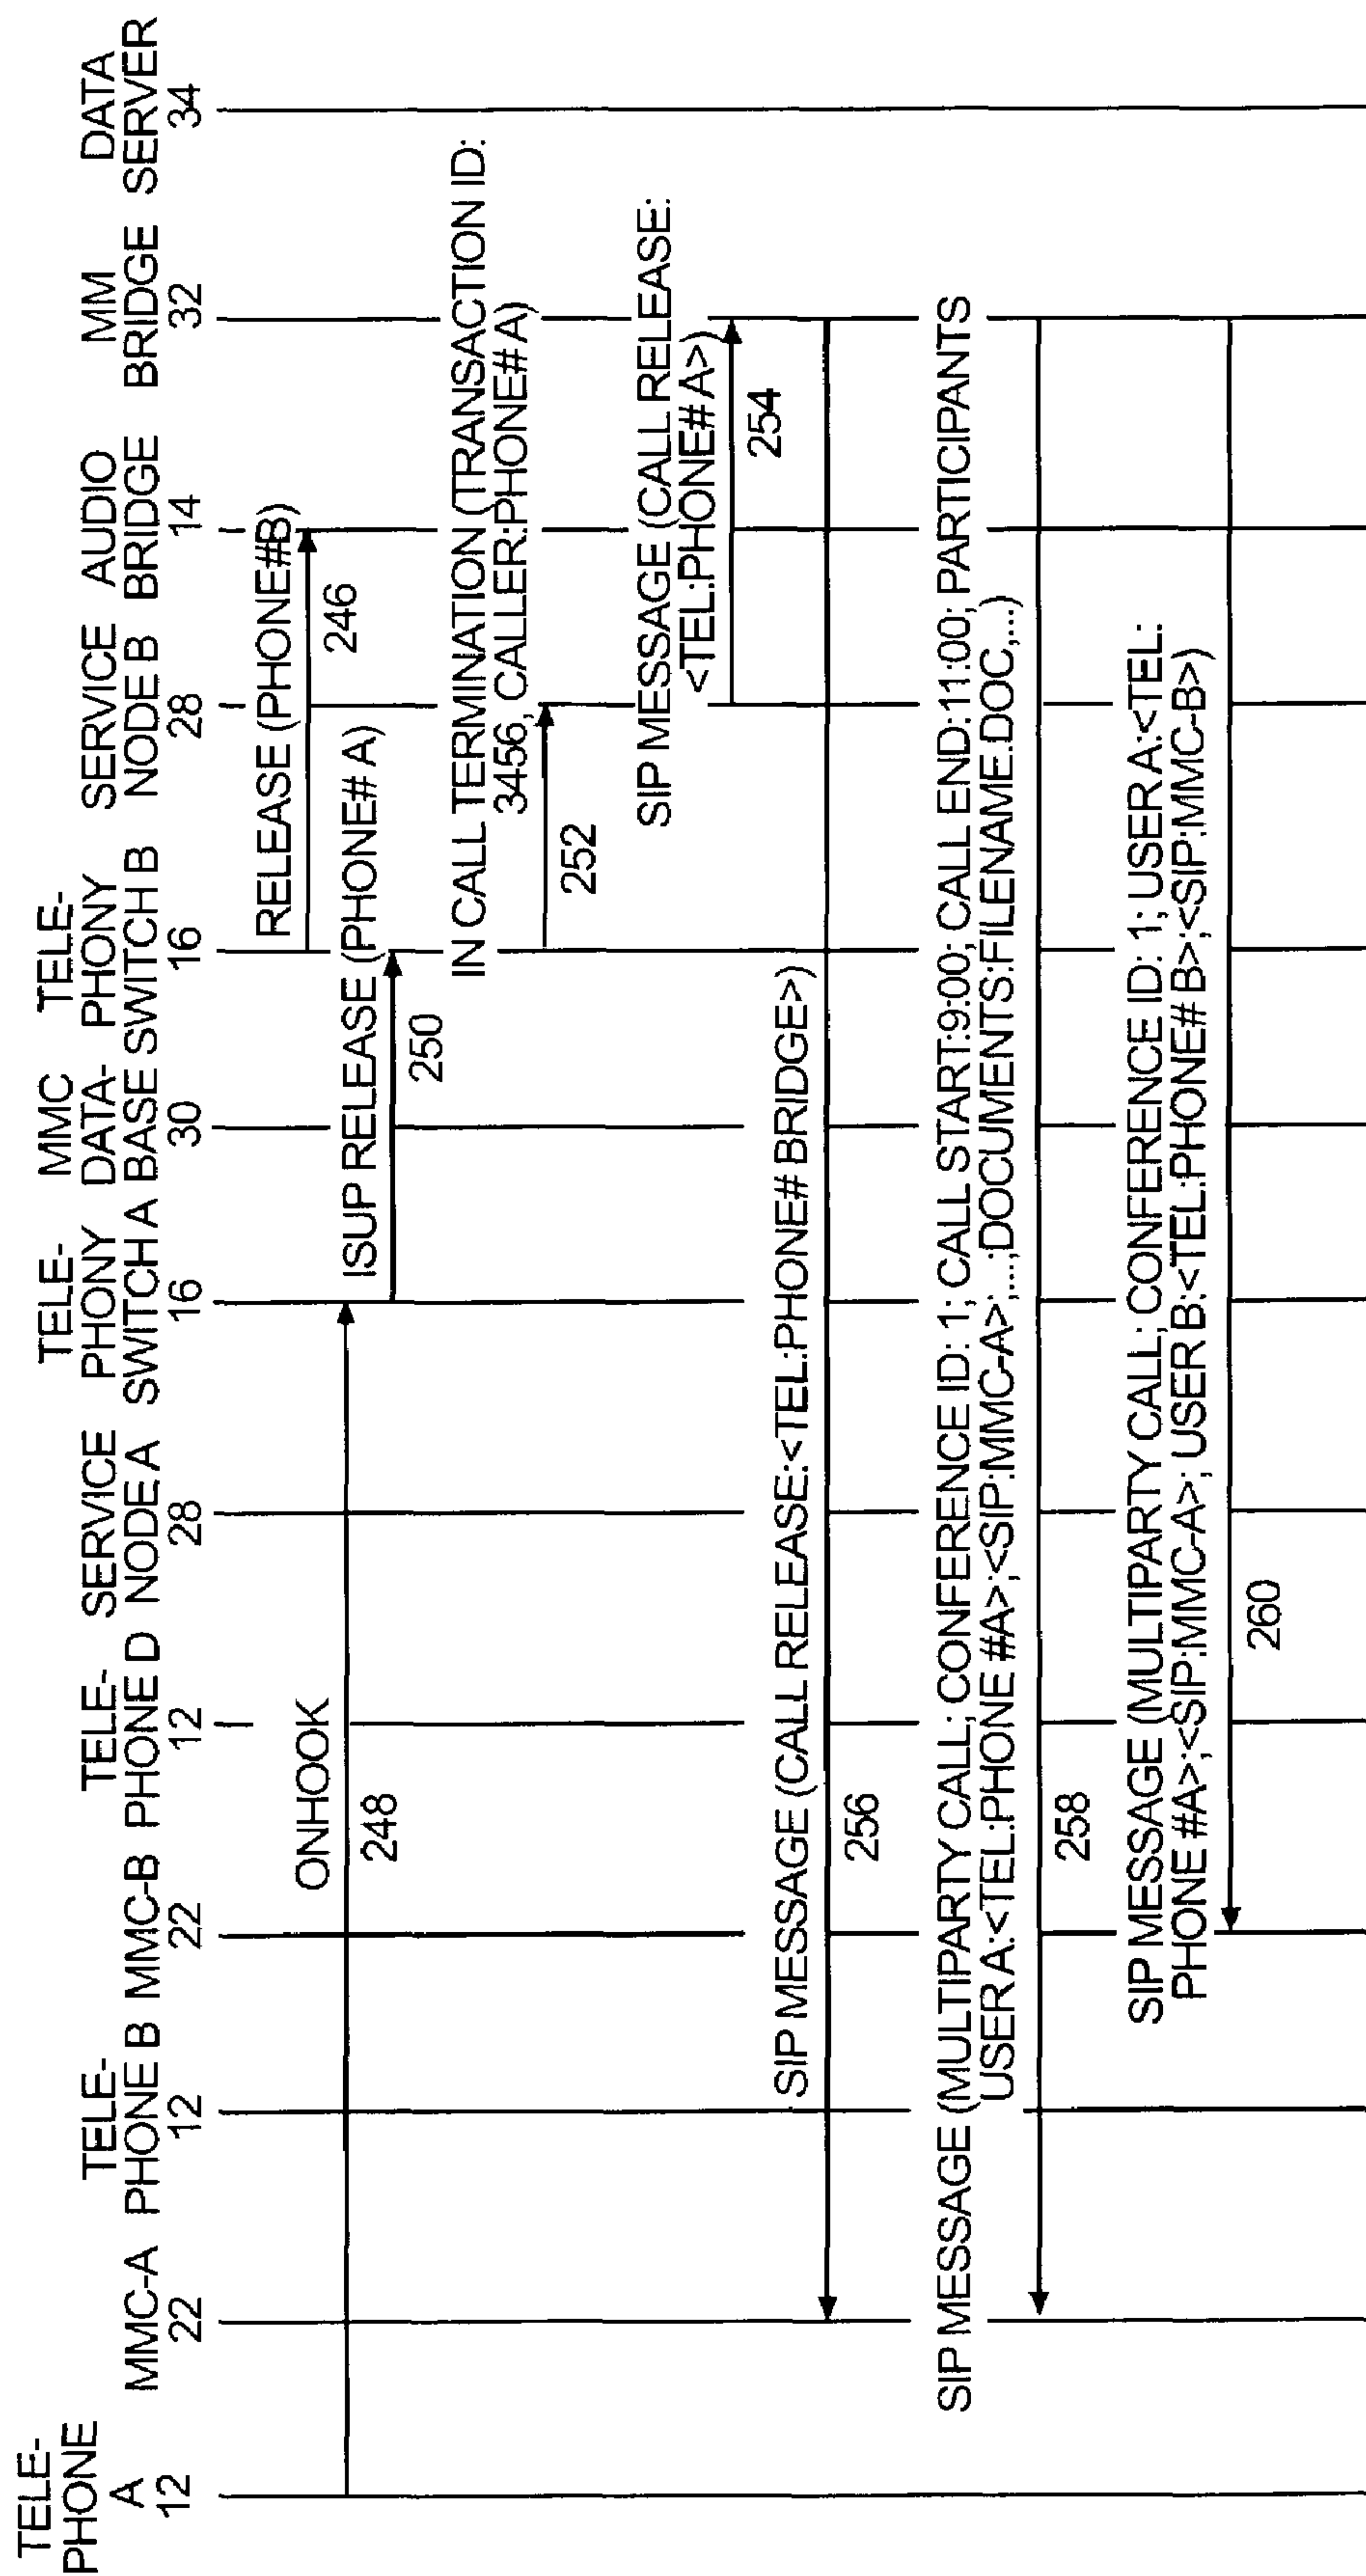 TELE-
PHONE
A
12
MMC-A
22
TELE-
PHONE B
12
MMC-B
22
TELE-
PHONE D
12
SERVICE
NODE A
28
TELE-
PHONY
SWITCH A
16
MMC
DATA-
BASE
30
TELE-
PHONY
SWITCH B
16
SERVICE
NODE B
28
AUDIO
BRIDGE
14
MM
BRIDGE
32
DATA
SERVER
34
RELEASE (PHONE#B)
246
ONHOOK
248
ISUP RELEASE (PHONE# A)
250
IN CALL TERMINATION (TRANSACTION ID:
3456, CALLER:PHONE# A)
252
SIP MESSAGE (CALL RELEASE:
<TEL:PHONE# A>)
254
SIP MESSAGE (CALL RELEASE:<TEL:PHONE# BRIDGE>)
256
SIP MESSAGE (MULTIPARTY CALL; CONFERENCE ID: 1; CALL START:9:00; CALL END:11:00; PARTICIPANTS
USER A:<TEL:PHONE #A>;<SIP:MMC-A>,...;DOCUMENTS:FILENAME.DOC,...)
258
SIP MESSAGE (MULTIPARTY CALL; CONFERENCE ID: 1; USER A:<TEL:
PHONE #A>;<SIP:MMC-A>; USER B:<TEL:PHONE# B>;<SIP:MMC-B>)
260